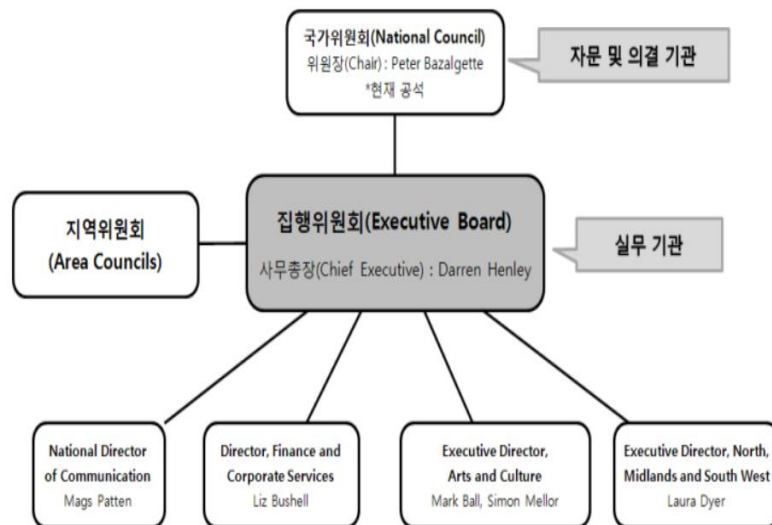 국가위원회(National Council)
위원장(Chair) : Peter Bazalgette
*현재 공석
자문 및 의결 기관
지역위원회
(Area Councils)
집행위원회(Executive Board)
사무총장(Chief Executive) : Darren Henley
실무 기관
National Director
of Communication
Mags Patten
Director, Finance and
Corporate Services
Liz Bushell
Executive Director,
Arts and Culture
Mark Ball, Simon Mellor
Executive Director, North,
Midlands and South West
Laura Dyer